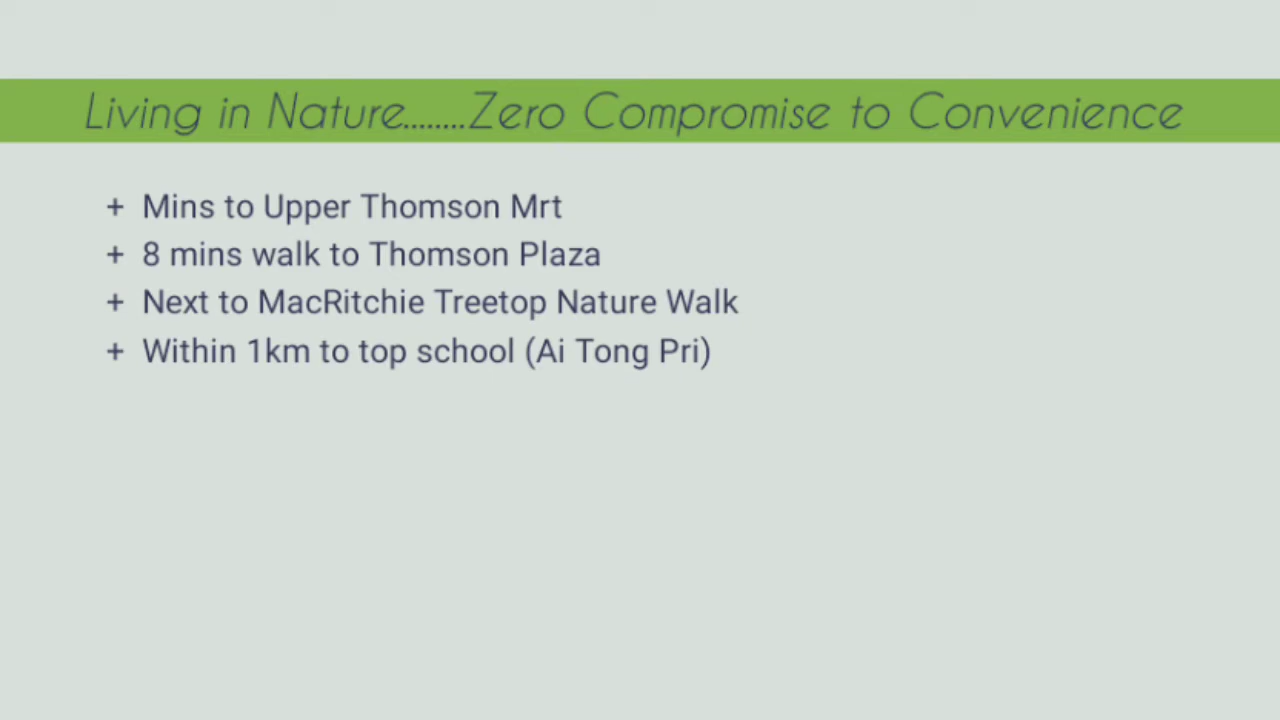 Living in Nature........Zero Compromise to Convenience
+ Mins to Upper Thomson Mrt
+ 8 mins walk to Thomson Plaza
+ Next to MacRitchie Treetop Nature Walk
+ Within 1km to top school (Ai Tong Pri)